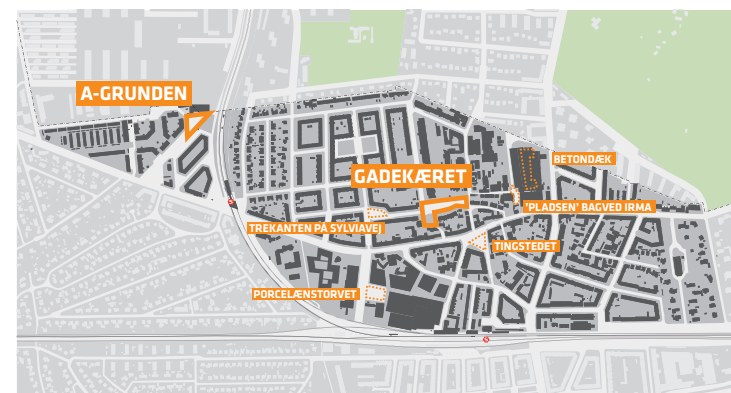 A-GRUNDEN
BETONDÆK
GADEKÆRET
'PLADSEN' BAGVED IRMA
TREKANTEN PÅ SYLVIAVEJ
TINGSTEDET
PORCELÆNSTORVET
S
S